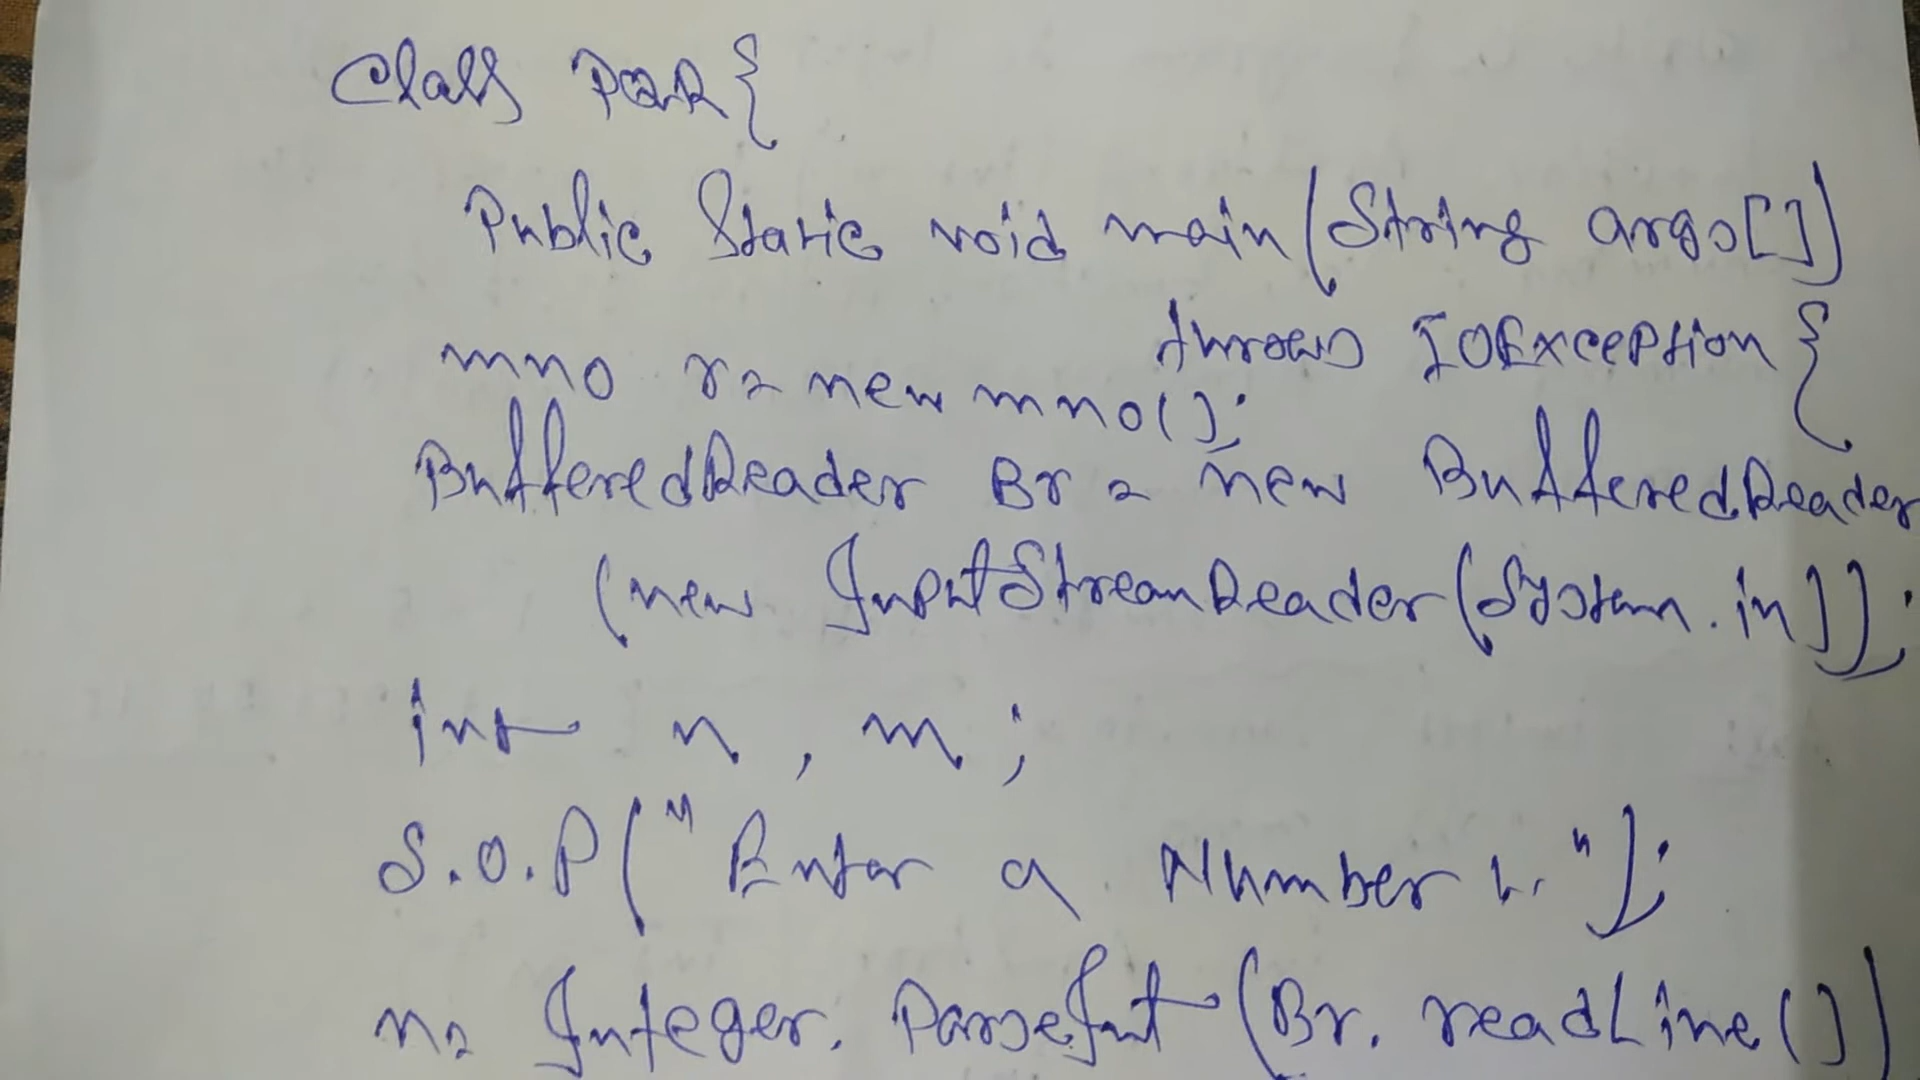 Class PQR{
Public Static void main(String args[])
throws IOException {
mno r= new mno();
BufferedReader Br = new BufferedReader
(new InputStreamReader(System.in));
int n, m;
S.O.P("Enter a Number :.");
n= Integer.ParseInt(Br.readLine())